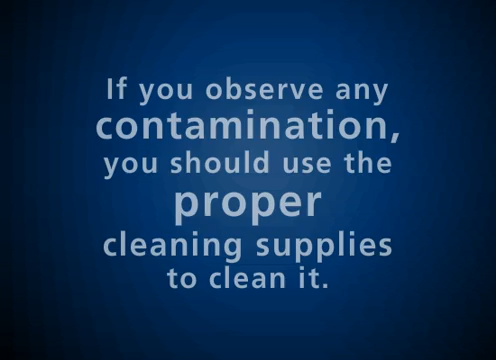 If you observe any
contamination,
you should use the
proper
cleaning supplies
to clean it.